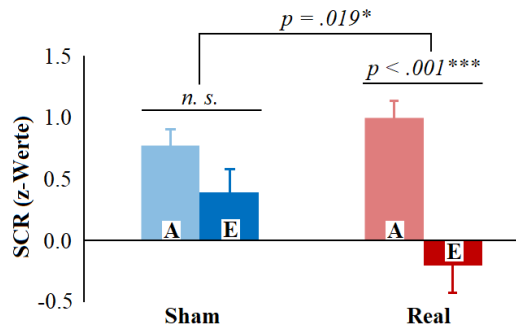 p = .019*
p < .001***
n. s.
SCR (z-Werte)
1.5
1.0
0.5
0.0
-0.5
A
E
A
E
Sham
Real